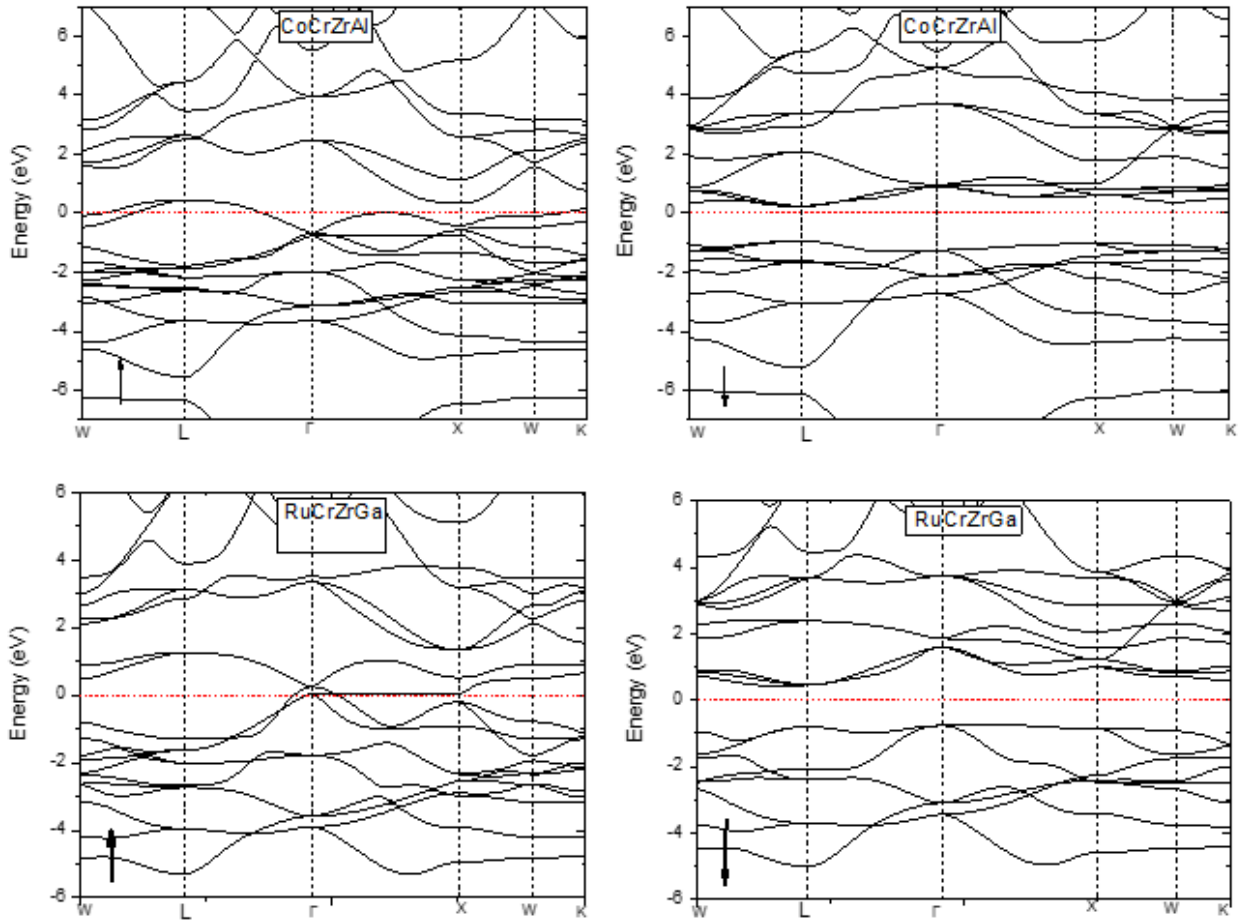 CoCrZrAl
6
4
2
0
-2
-4
-6
Energy (eV)
W L Γ X W K
CoCrZrAl
6
4
2
0
-2
-4
-6
Energy (eV)
W L Γ X W K
RuCrZrGa
6
4
2
0
-2
-4
-6
Energy (eV)
W L Γ X W K
RuCrZrGa
6
4
2
0
-2
-4
-6
Energy (eV)
W L Γ X W K